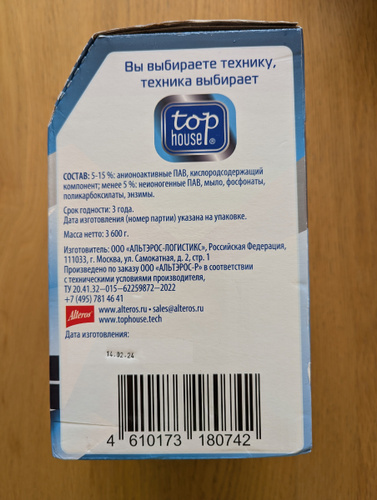 Вы выбираете технику,
техника выбирает
top
house®
СОСТАВ: 5-15 %: анионоактивные ПАВ, кислородсодержащий
компонент; менее 5 %: неионогенные ПАВ, мыло, фосфонаты,
поликарбоксилаты, энзимы.
Срок годности: 3 года.
Дата изготовления (номер партии) указана на упаковке.
Масса нетто: 3 600 г.
Изготовитель: ООО «АЛЬТЭРОС-ЛОГИСТИКС», Российская Федерация,
111033, г. Москва, ул. Самокатная, д. 2, стр. 1
Произведено по заказу ООО «АЛЬТЭРОС-Р» в соответствии
с техническими условиями производителя,
ТУ 20.41.32–015–62259872–2022
+7 (495) 781 46 41
Alteros
www.alteros.ru • sales@alteros.ru
www.tophouse.tech
Дата изготовления:
14.02.24
4 610173 180742